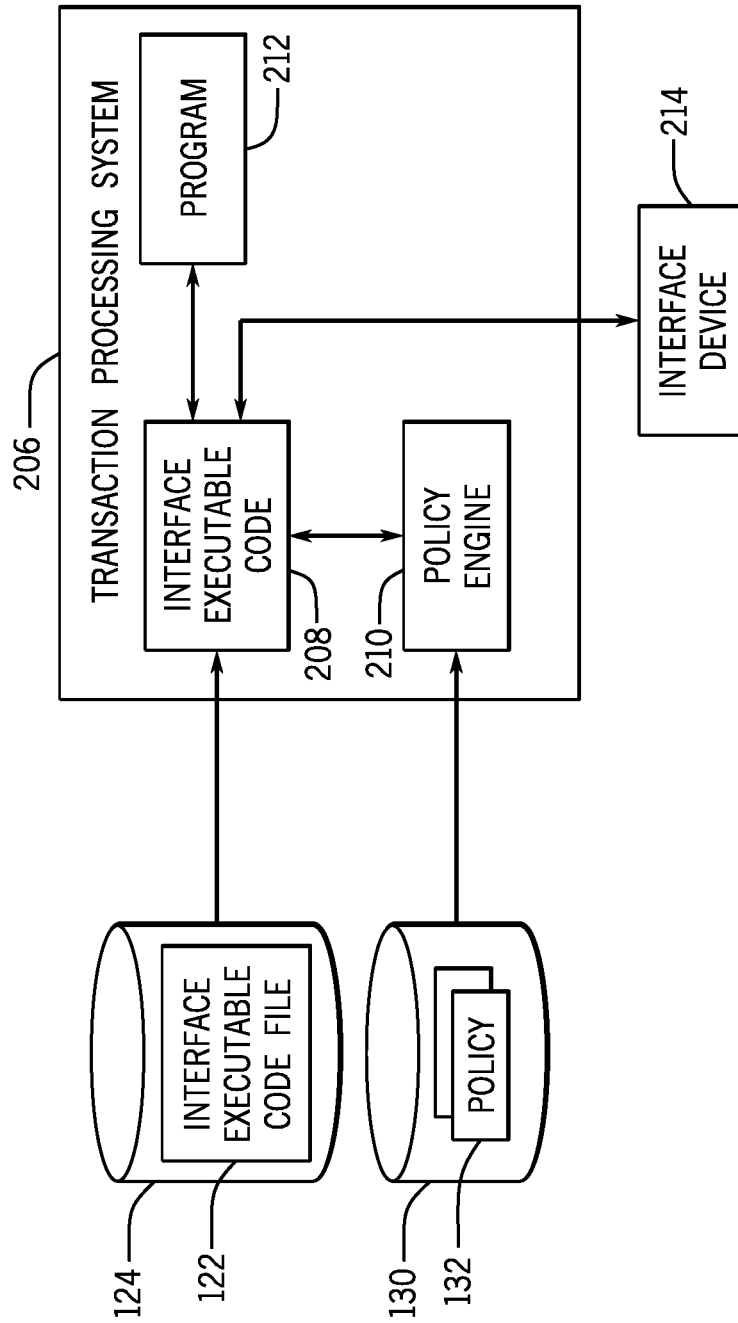 206
TRANSACTION PROCESSING SYSTEM
124
INTERFACE
EXECUTABLE
CODE FILE
122
INTERFACE
EXECUTABLE
CODE
208
PROGRAM
212
130
POLICY
132
210
POLICY
ENGINE
INTERFACE
DEVICE
214